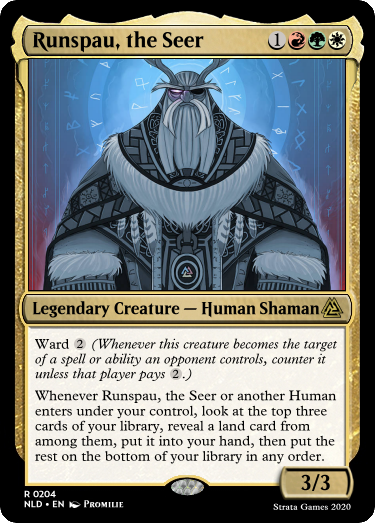 Runspau, the Seer 1
Legendary Creature — Human Shaman
Ward 2 (Whenever this creature becomes the target
of a spell or ability an opponent controls, counter it
unless that player pays 2.)
Whenever Runspau, the Seer or another Human
enters under your control, look at the top three
cards of your library, reveal a land card from
among them, put it into your hand, then put the
rest on the bottom of your library in any order.
3/3
R 0204
NLD • EN Promilie
Strata Games 2020